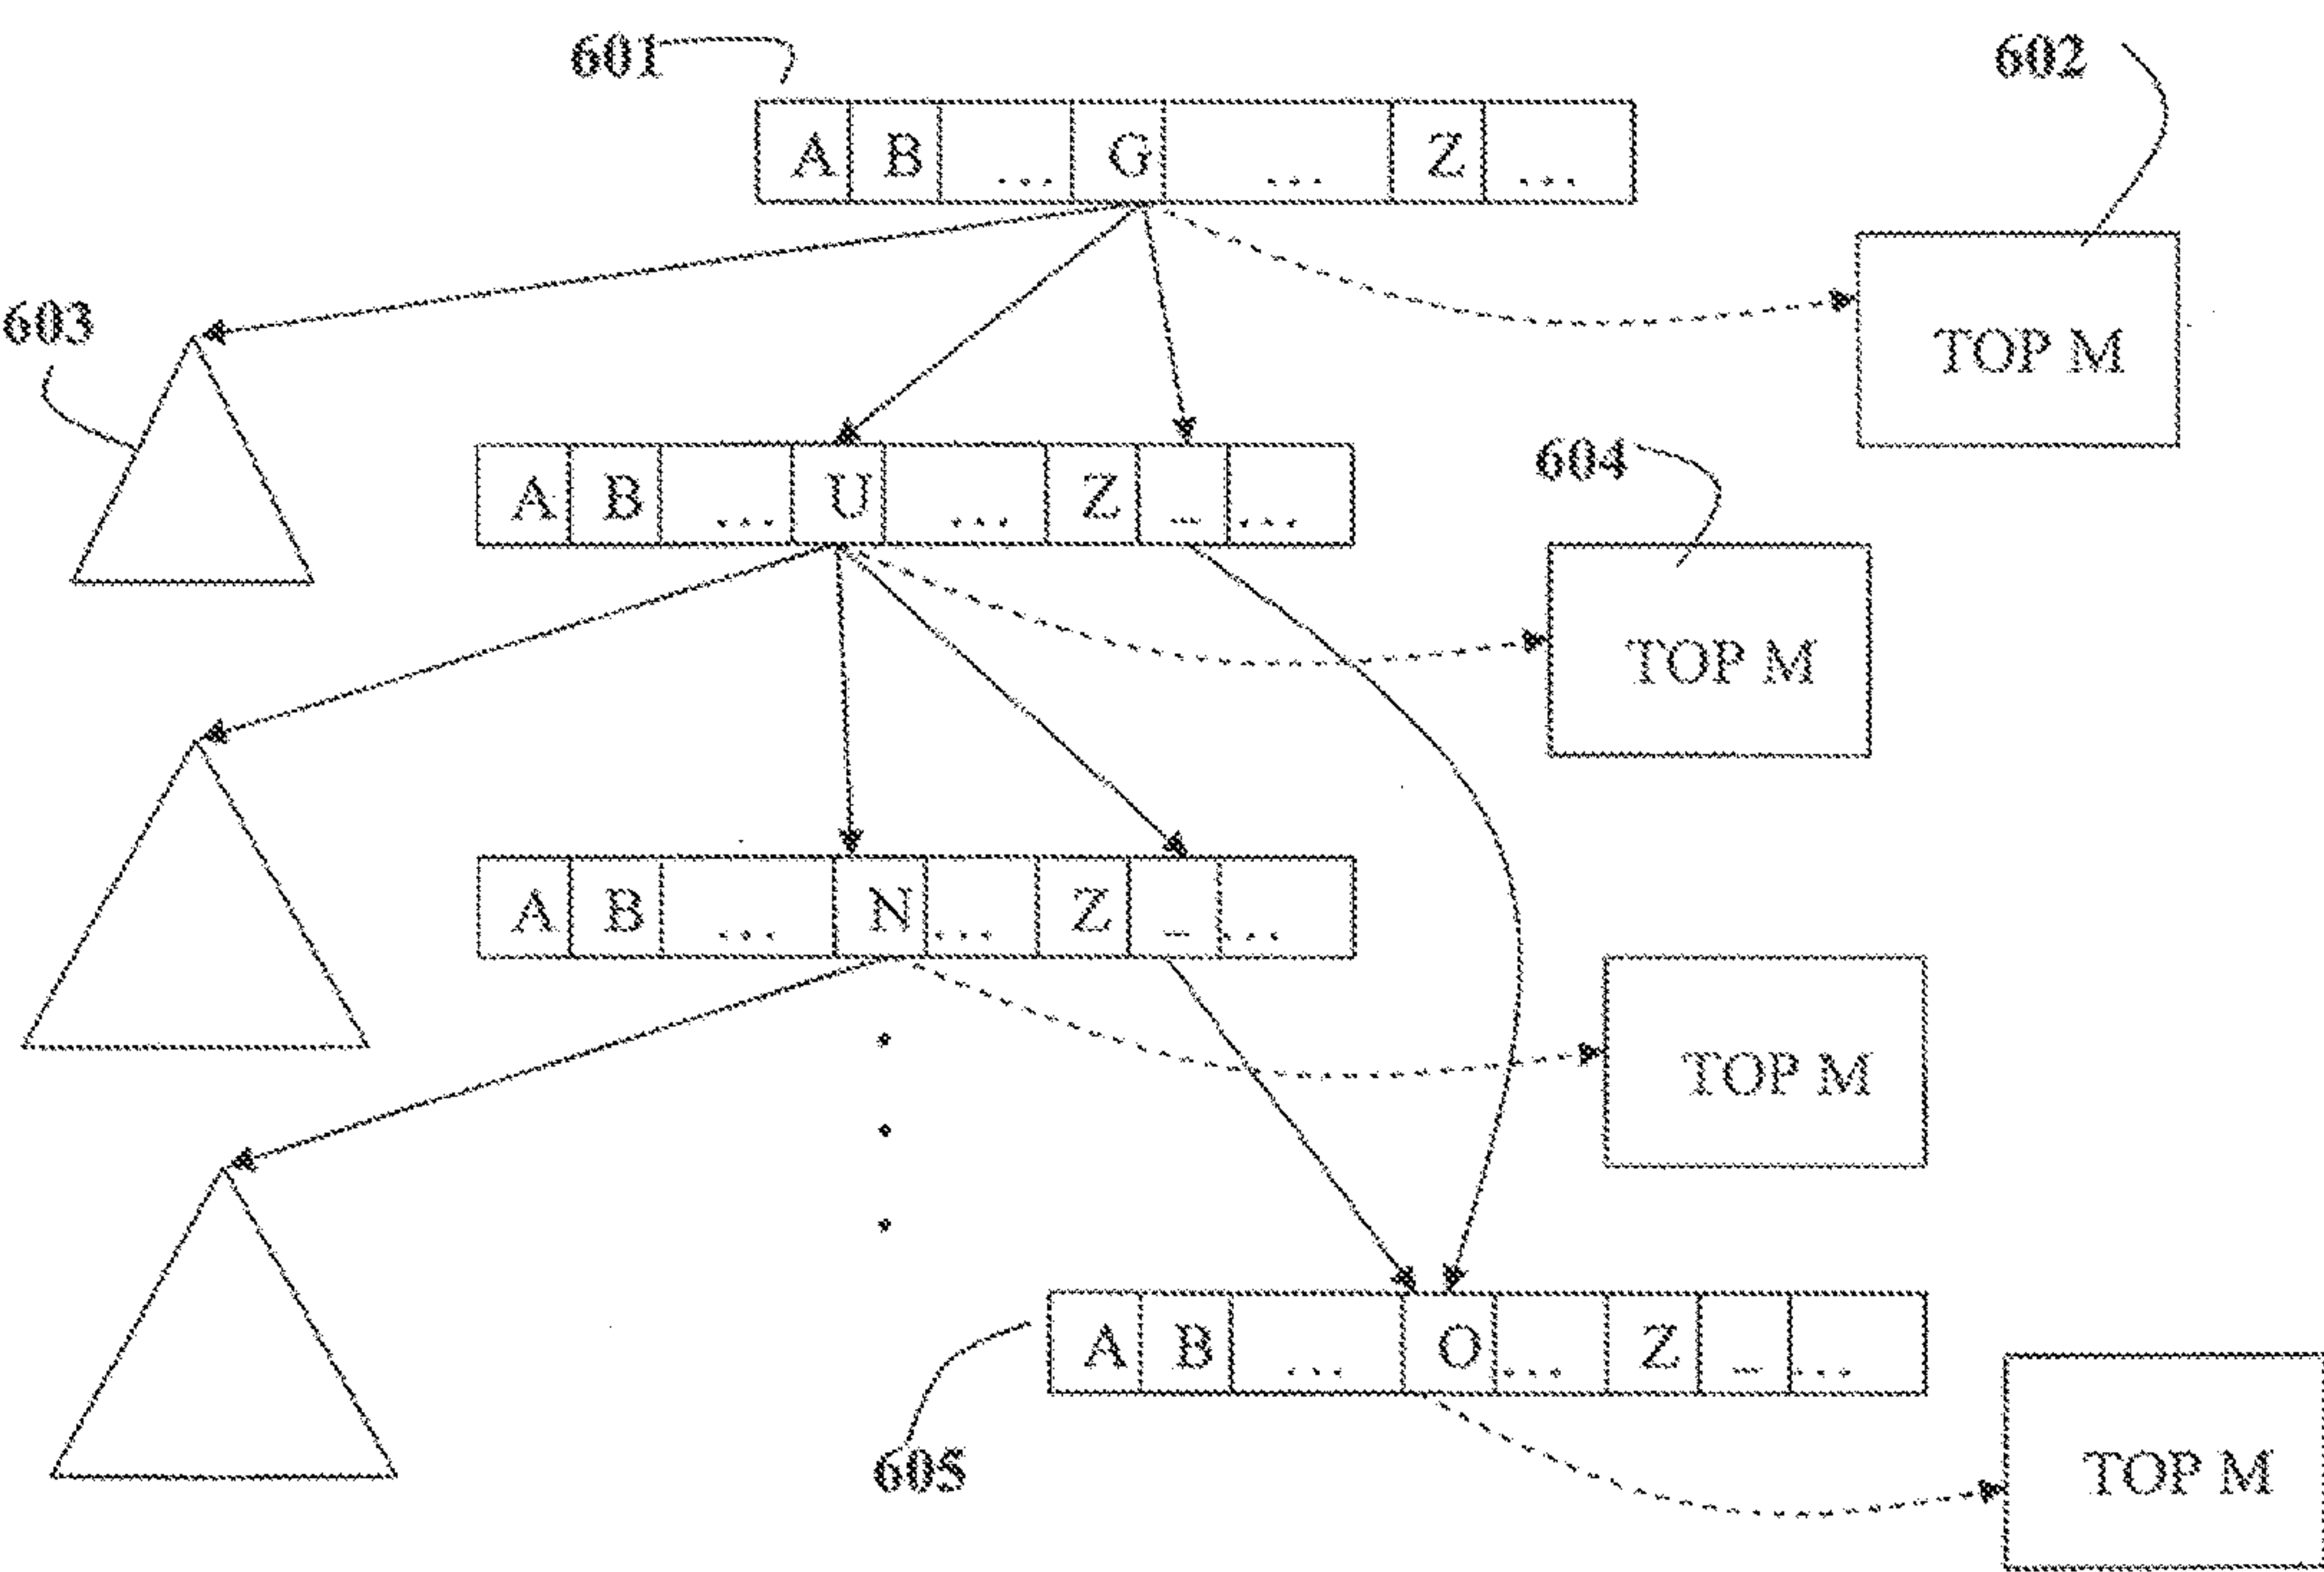 601
602
A B ... G ... Z ...
603
TOP M
604
A B ... U ... Z _ ...
TOP M
A B ... N ... Z _ ...
TOP M
A B ... O ... Z _ ...
605
TOP M